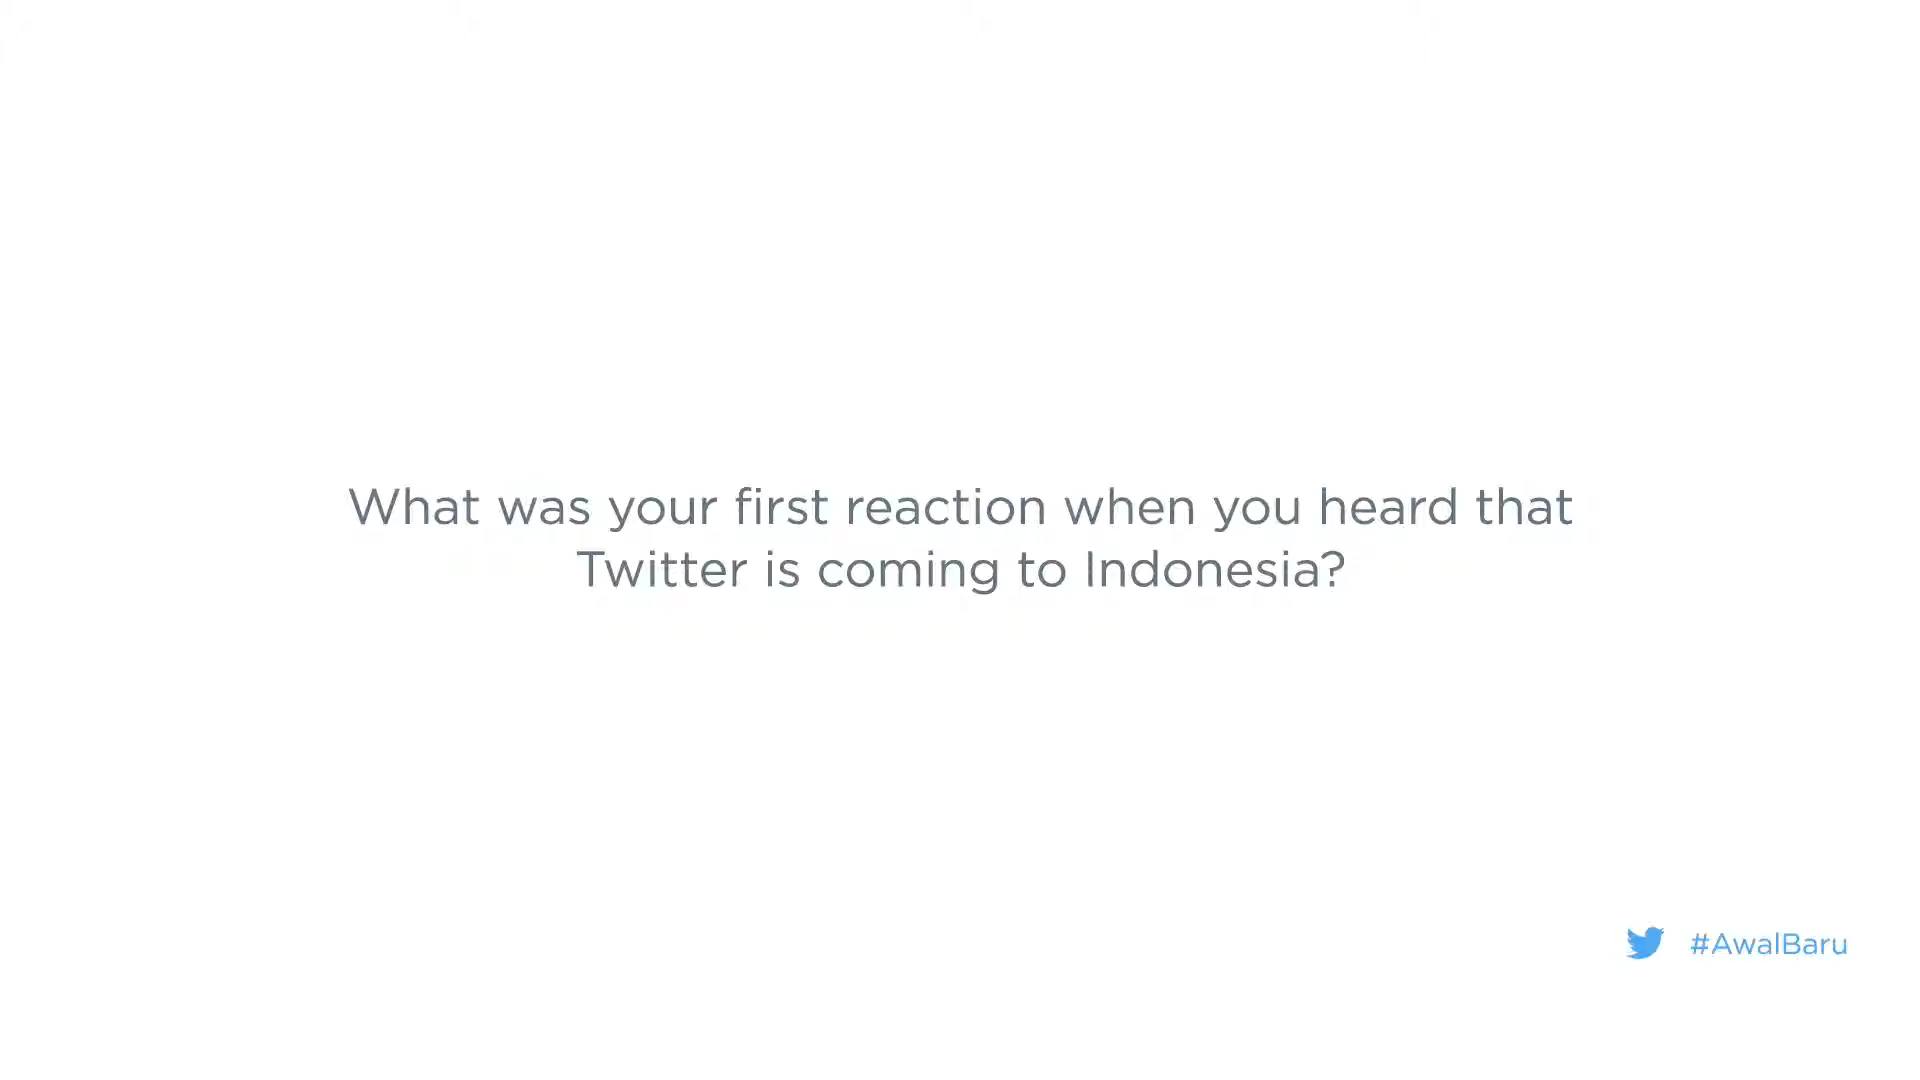 What was your first reaction when you heard that
Twitter is coming to Indonesia?
#AwalBaru